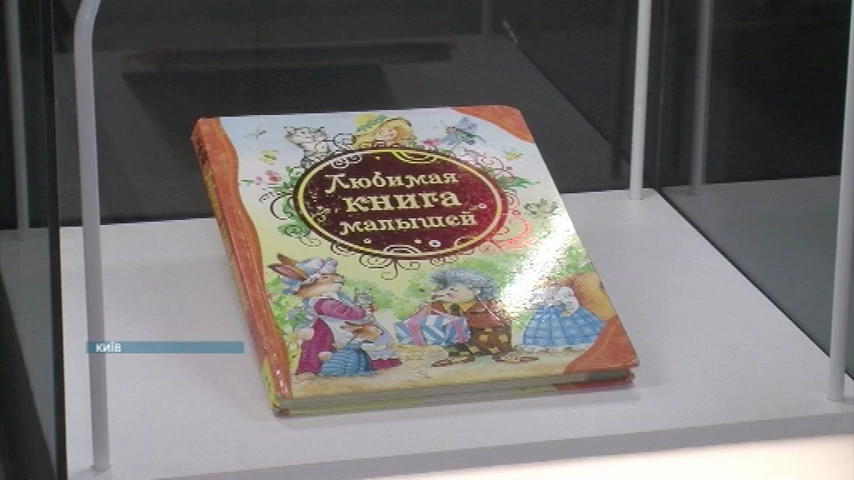 Любимая
книга
малышей
КИЇВ